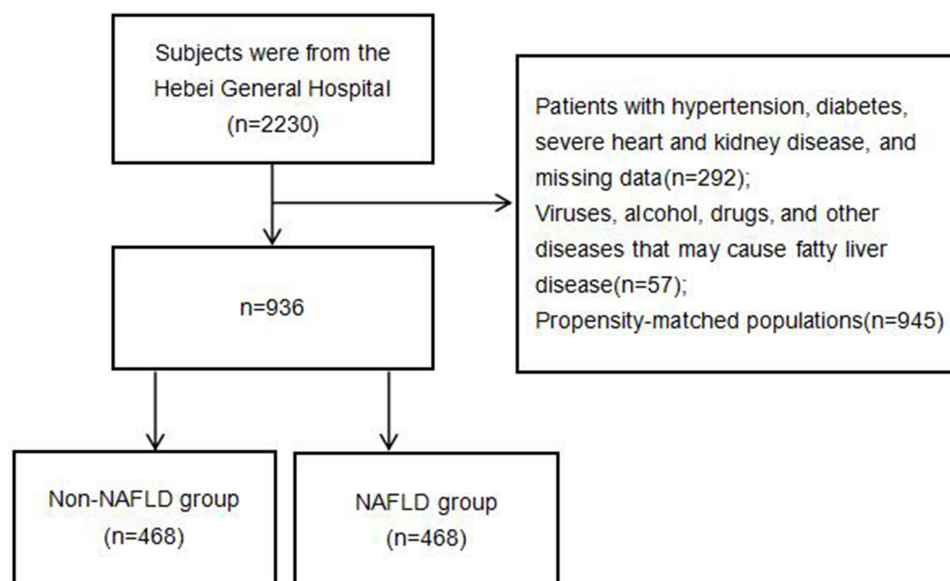 Subjects were from the
Hebei General Hospital
(n=2230)
Patients with hypertension, diabetes,
severe heart and kidney disease, and
missing data(n=292);
Viruses, alcohol, drugs, and other
diseases that may cause fatty liver
disease(n=57);
Propensity-matched populations(n=945)
n=936
Non-NAFLD group
(n=468)
NAFLD group
(n=468)